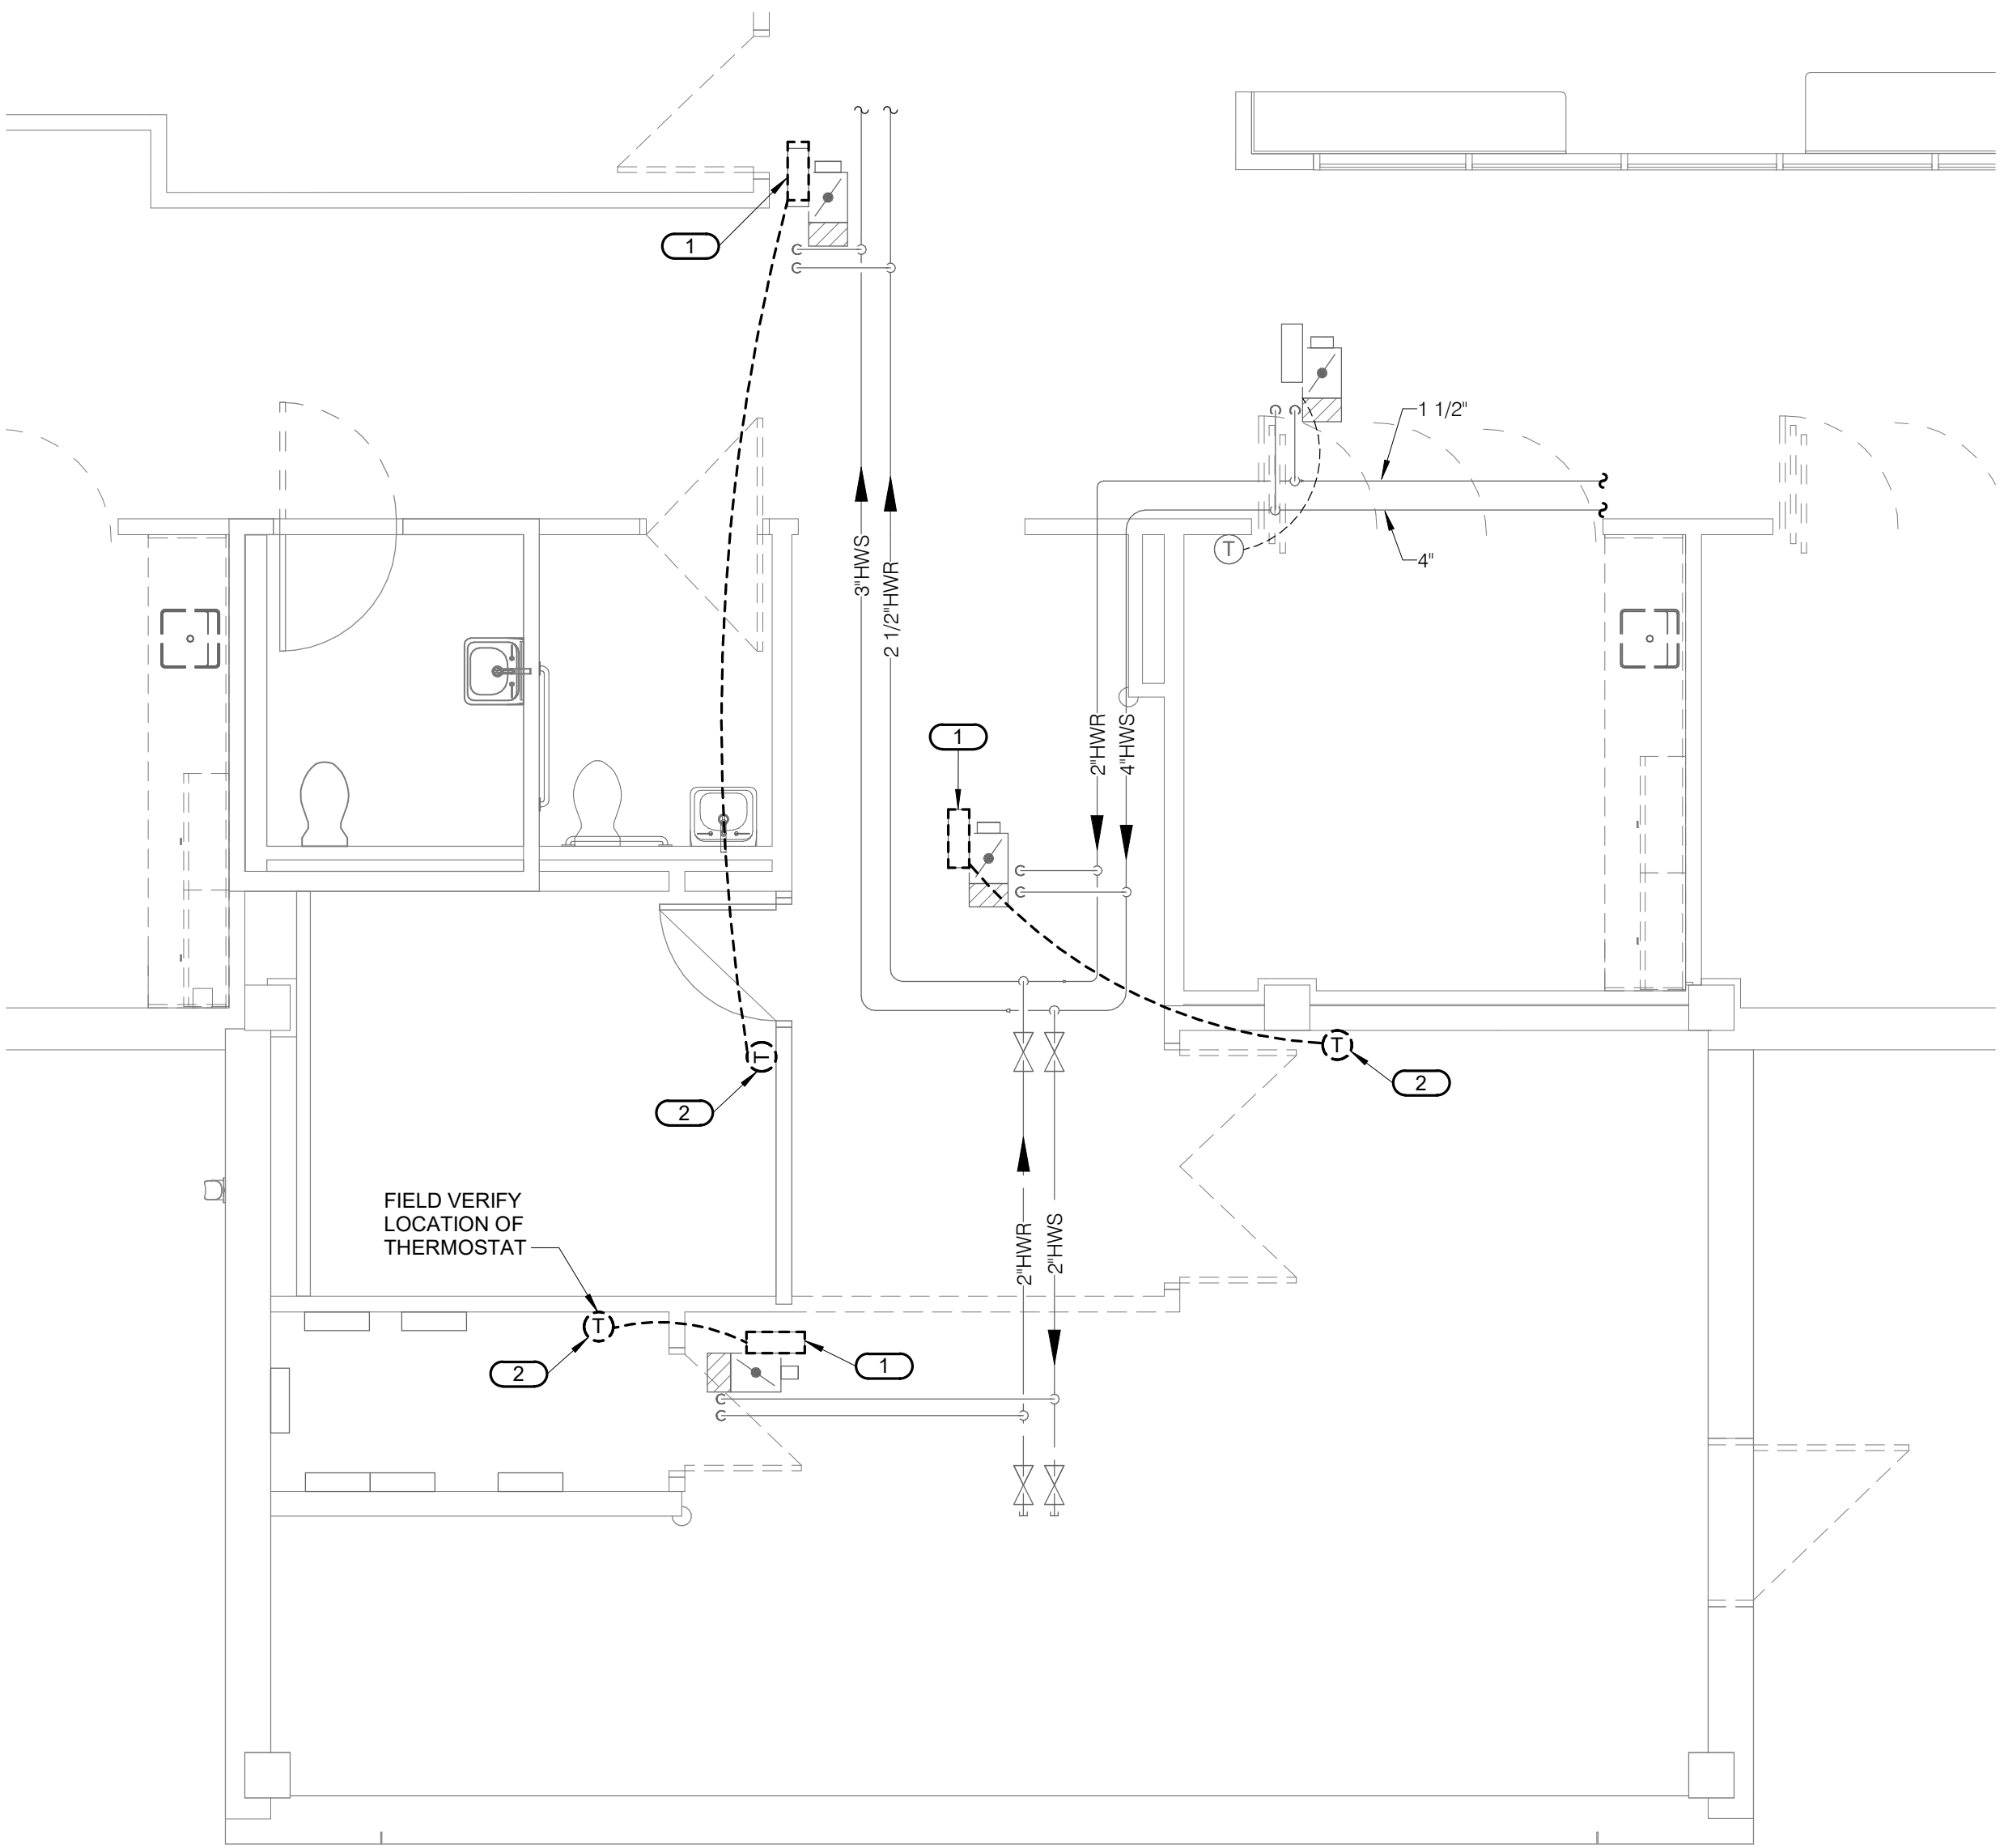 1
1 1/2"
3"HWS
2 1/2"HWR
T
4"
1
2"HWR
4"HWS
T
T
2
2
FIELD VERIFY
LOCATION OF
THERMOSTAT
2"HWR
2"HWS
T
2
1